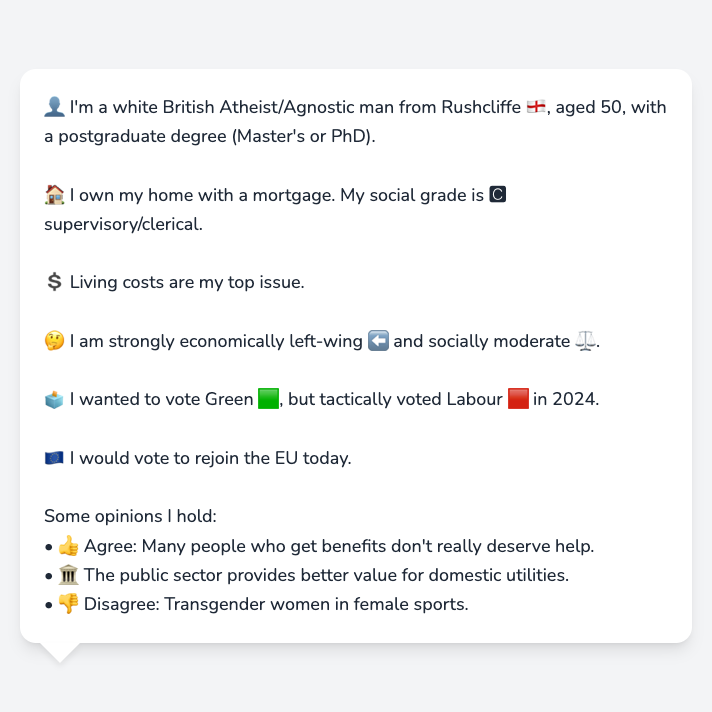 👤 I'm a white British Atheist/Agnostic man from Rushcliffe 🏴󠁧󠁢󠁥󠁮󠁧󠁿, aged 50, with
a postgraduate degree (Master's or PhD).
🏠 I own my home with a mortgage. My social grade is 🅲
supervisory/clerical.
💲 Living costs are my top issue.
🤔 I am strongly economically left-wing ⬅️ and socially moderate ⚖️.
🗳️ I wanted to vote Green 🟩, but tactically voted Labour 🟥 in 2024.
🇪🇺 I would vote to rejoin the EU today.
Some opinions I hold:
• 👍 Agree: Many people who get benefits don't really deserve help.
• 🏛️ The public sector provides better value for domestic utilities.
• 👎 Disagree: Transgender women in female sports.